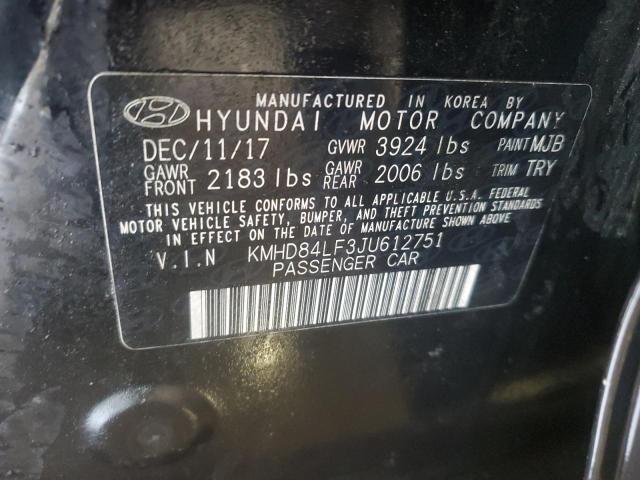 MANUFACTURED IN KOREA BY
HYUNDAI MOTOR COMPANY
DEC/11/17 GVWR 3924 lbs PAINT MJB
GAWR FRONT 2183 lbs GAWR REAR 2006 lbs TRIM TRY
THIS VEHICLE CONFORMS TO ALL APPLICABLE U.S.A. FEDERAL
MOTOR VEHICLE SAFETY, BUMPER, AND THEFT PREVENTION STANDARDS
IN EFFECT ON THE DATE OF MANUFACTURE SHOWN ABOVE
V.I.N KMHD84LF3JU612751
PASSENGER CAR